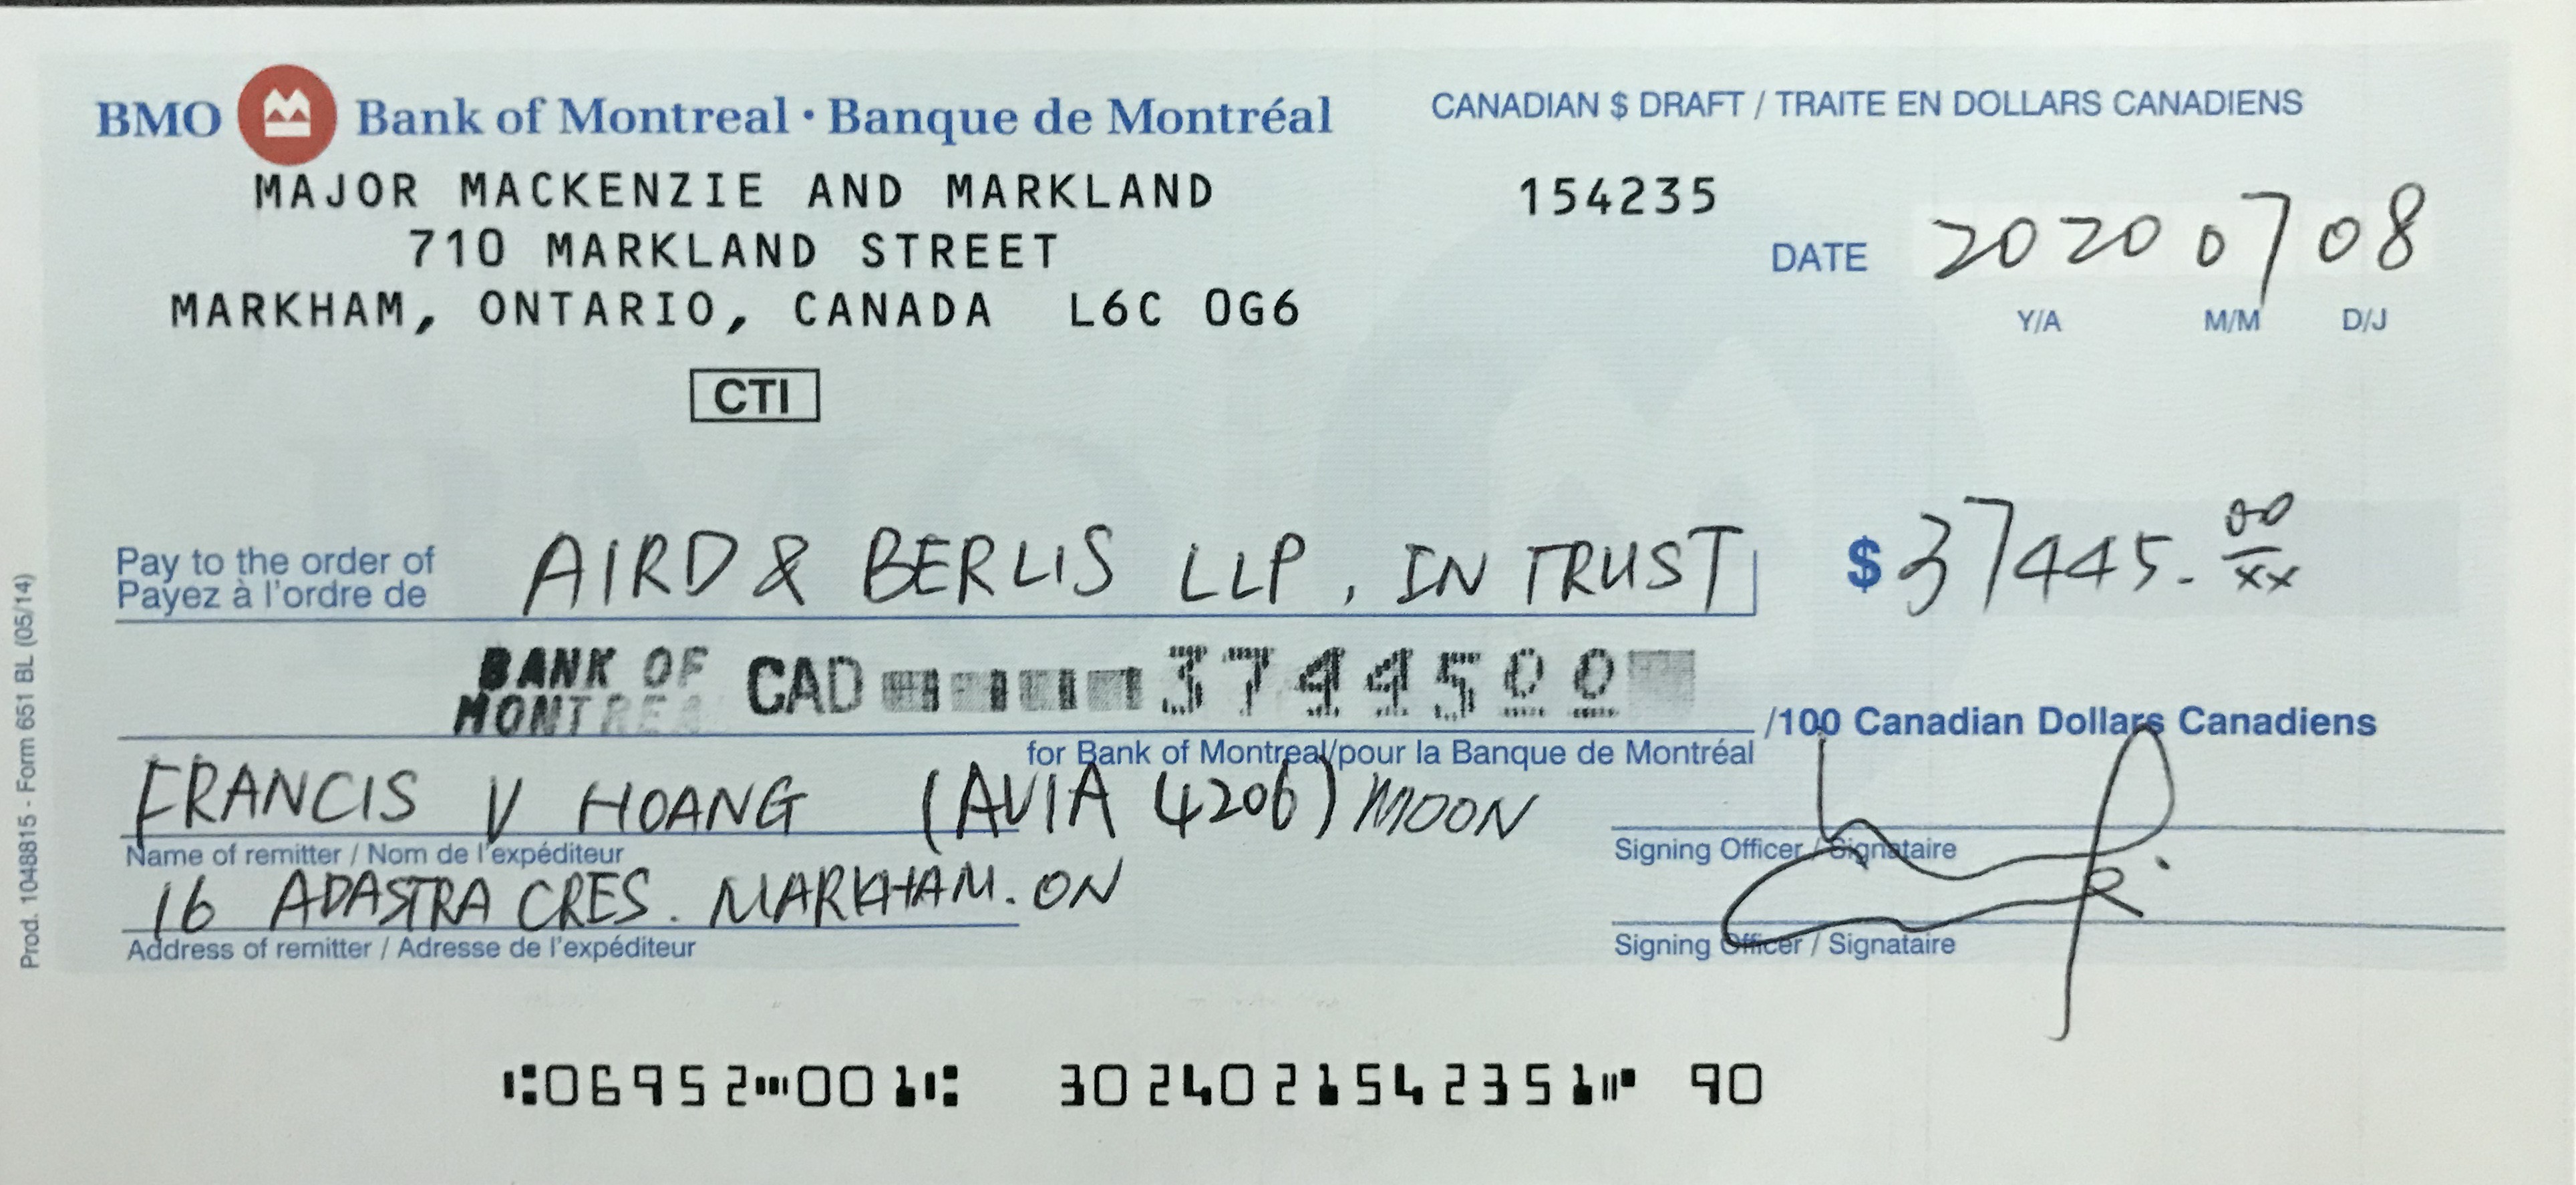 BMO Bank of Montreal · Banque de Montréal
CANADIAN $ DRAFT / TRAITE EN DOLLARS CANADIENS
MAJOR MACKENZIE AND MARKLAND
710 MARKLAND STREET
MARKHAM, ONTARIO, CANADA L6C 0G6
154235
DATE 2020 07 08
Y/A M/M D/J
CTI
Pay to the order of
Payez à l'ordre de
AIRD & BERLIS LLP, IN TRUST
$ 37445.00/xx
BANK OF
MONTREA
CAD 3744500
/100 Canadian Dollars Canadiens
for Bank of Montreal/pour la Banque de Montréal
FRANCIS V HOANG (AVIA 4206) MOON
Name of remitter / Nom de l'expéditeur
Signing Officer / Signataire
16 ADASTRA CRES. MARKHAM. ON
Address of remitter / Adresse de l'expéditeur
Signing Officer / Signataire
Prod. 1048815 - Form 651 BL (05/14)
⑆06952⑉001⑆ 3024021542351⑈ 90